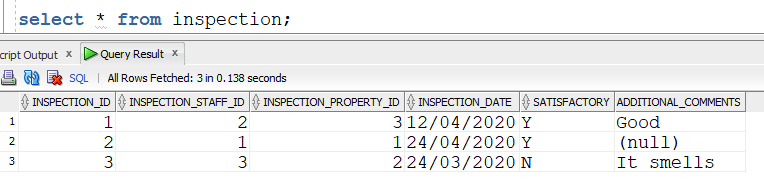 select * from inspection;
cript Output x Query Result x
SQL | All Rows Fetched: 3 in 0.138 seconds
INSPECTION_ID INSPECTION_STAFF_ID INSPECTION_PROPERTY_ID INSPECTION_DATE SATISFACTORY ADDITIONAL_COMMENTS
1 1 2 3 12/04/2020 Y Good
2 2 1 1 24/04/2020 Y (null)
3 3 3 2 24/03/2020 N It smells